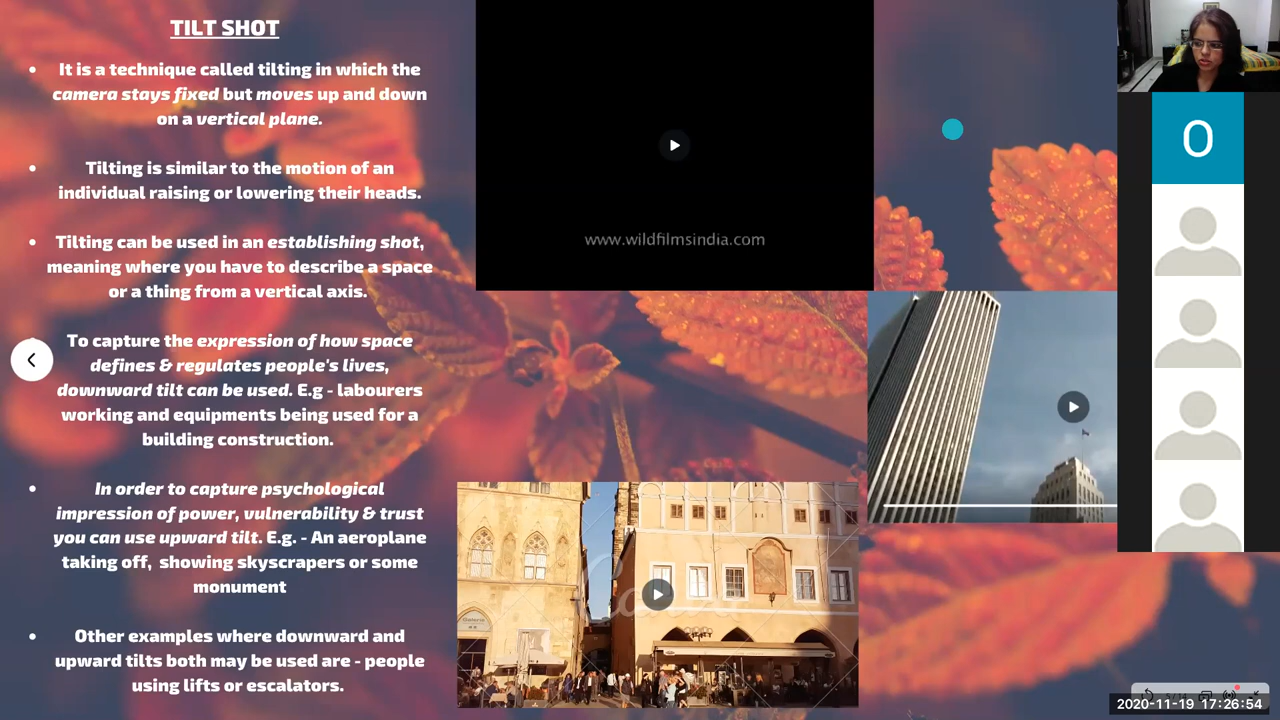 TILT SHOT
It is a technique called tilting in which the
camera stays fixed but moves up and down
on a vertical plane.
Tilting is similar to the motion of an
individual raising or lowering their heads.
Tilting can be used in an establishing shot,
meaning where you have to describe a space
or a thing from a vertical axis.
To capture the expression of how space
defines & regulates people's lives,
downward tilt can be used. E.g - labourers
working and equipments being used for a
building construction.
In order to capture psychological
impression of power, vulnerability & trust
you can use upward tilt. E.g. - An aeroplane
taking off, showing skyscrapers or some
monument
Other examples where downward and
upward tilts both may be used are - people
using lifts or escalators.
www.wildfilmsindia.com
O
2020-11-19 17:26:54